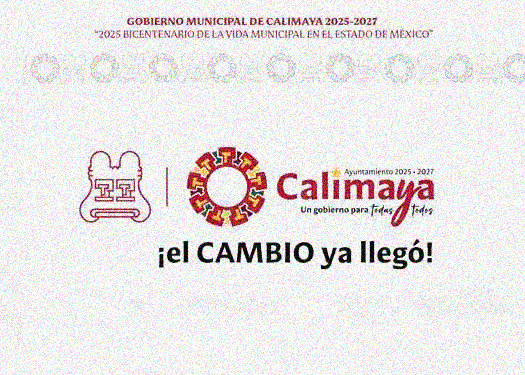 GOBIERNO MUNICIPAL DE CALIMAYA 2025-2027
“2025 BICENTENARIO DE LA VIDA MUNICIPAL EN EL ESTADO DE MÉXICO”
Ayuntamiento 2025 • 2027
Calimaya
Un gobierno para todas y todos
¡el CAMBIO ya llegó!